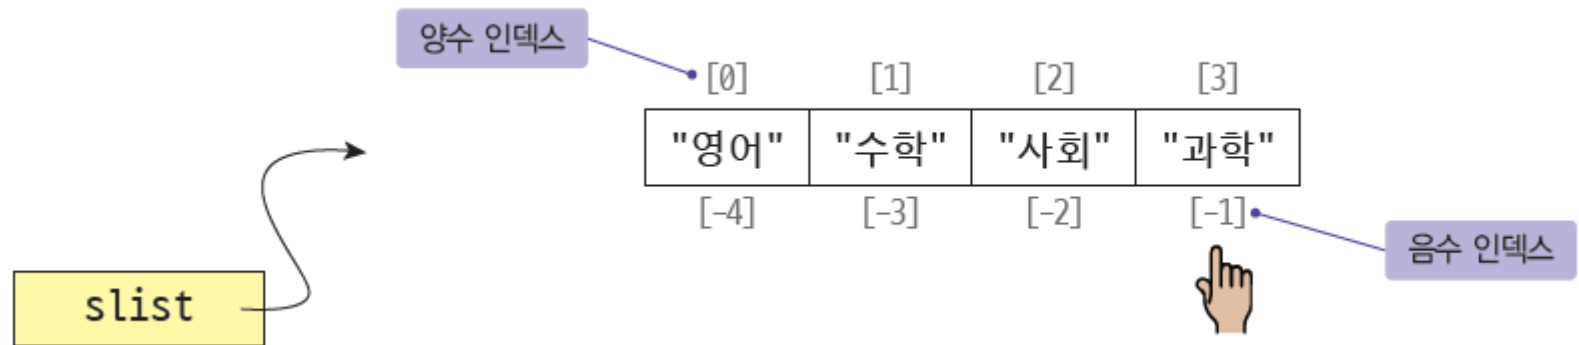 양수 인덱스
[0] [1] [2] [3]
"영어" "수학" "사회" "과학"
[-4] [-3] [-2] [-1]
음수 인덱스
slist